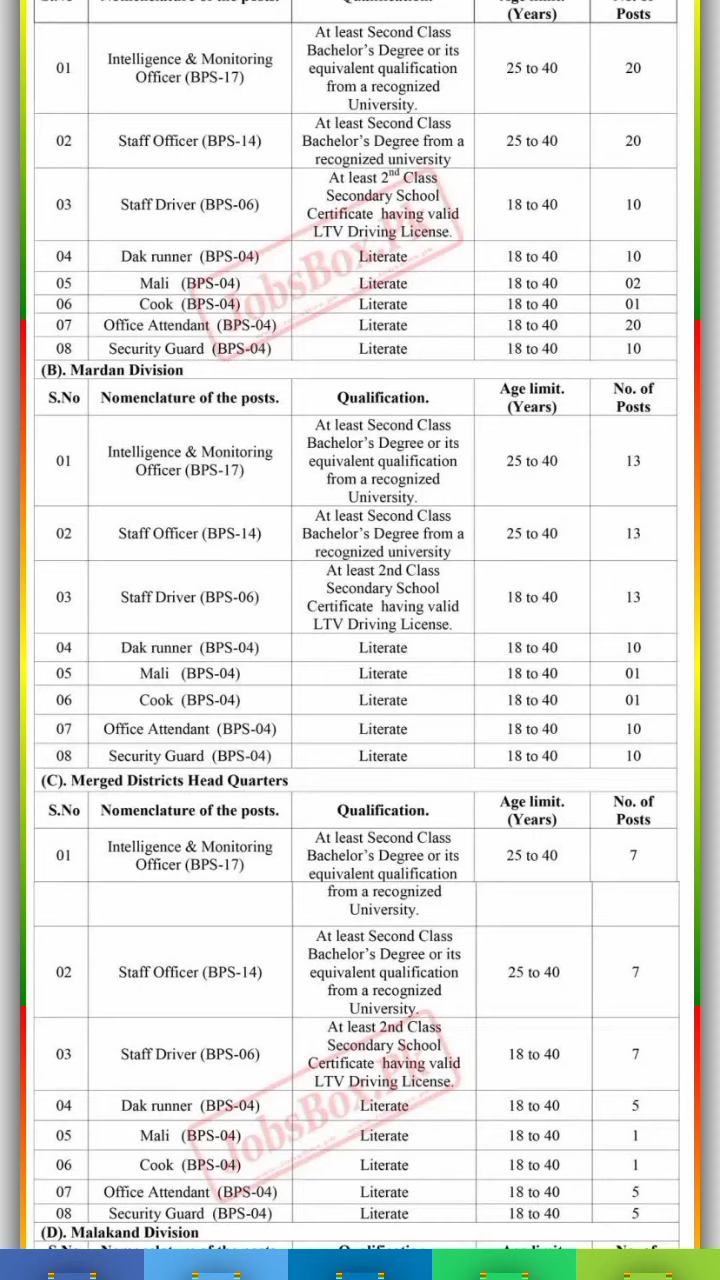 S.No Nomenclature of the posts. Qualification. Age limit. (Years) No. of Posts
01 Intelligence & Monitoring Officer (BPS-17) At least Second Class Bachelor's Degree or its equivalent qualification from a recognized University. 25 to 40 20
02 Staff Officer (BPS-14) At least Second Class Bachelor's Degree from a recognized university 25 to 40 20
03 Staff Driver (BPS-06) At least 2nd Class Secondary School Certificate having valid LTV Driving License. 18 to 40 10
04 Dak runner (BPS-04) Literate 18 to 40 10
05 Mali (BPS-04) Literate 18 to 40 02
06 Cook (BPS-04) Literate 18 to 40 01
07 Office Attendant (BPS-04) Literate 18 to 40 20
08 Security Guard (BPS-04) Literate 18 to 40 10
JobsBox.Pk
(B). Mardan Division
S.No Nomenclature of the posts. Qualification. Age limit. (Years) No. of Posts
01 Intelligence & Monitoring Officer (BPS-17) At least Second Class Bachelor's Degree or its equivalent qualification from a recognized University. 25 to 40 13
02 Staff Officer (BPS-14) At least Second Class Bachelor's Degree from a recognized university 25 to 40 13
03 Staff Driver (BPS-06) At least 2nd Class Secondary School Certificate having valid LTV Driving License. 18 to 40 13
04 Dak runner (BPS-04) Literate 18 to 40 10
05 Mali (BPS-04) Literate 18 to 40 01
06 Cook (BPS-04) Literate 18 to 40 01
07 Office Attendant (BPS-04) Literate 18 to 40 10
08 Security Guard (BPS-04) Literate 18 to 40 10
(C). Merged Districts Head Quarters
S.No Nomenclature of the posts. Qualification. Age limit. (Years) No. of Posts
01 Intelligence & Monitoring Officer (BPS-17) At least Second Class Bachelor's Degree or its equivalent qualification from a recognized University. 25 to 40 7
02 Staff Officer (BPS-14) At least Second Class Bachelor's Degree or its equivalent qualification from a recognized University. 25 to 40 7
03 Staff Driver (BPS-06) At least 2nd Class Secondary School Certificate having valid LTV Driving License. 18 to 40 7
04 Dak runner (BPS-04) Literate 18 to 40 5
05 Mali (BPS-04) Literate 18 to 40 1
06 Cook (BPS-04) Literate 18 to 40 1
07 Office Attendant (BPS-04) Literate 18 to 40 5
08 Security Guard (BPS-04) Literate 18 to 40 5
JobsBox.Pk
(D). Malakand Division